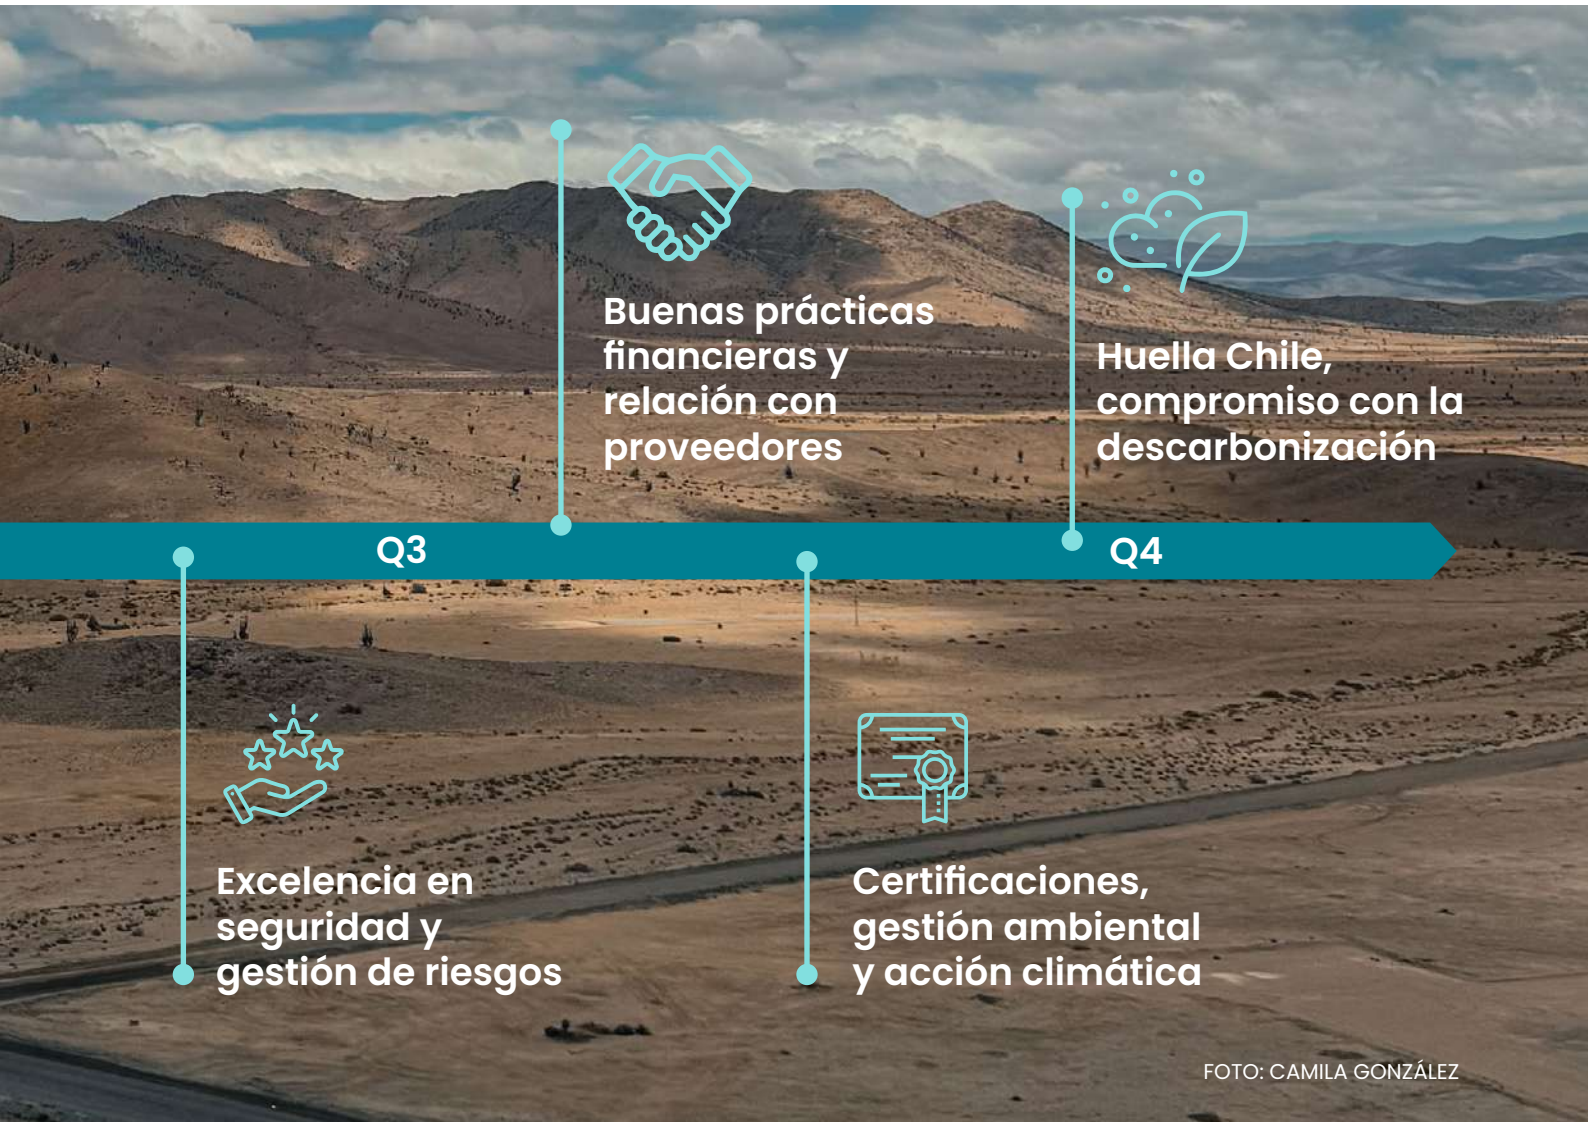 Buenas prácticas
financieras y
relación con
proveedores
Huella Chile,
compromiso con la
descarbonización
Q3
Q4
Excelencia en
seguridad y
gestión de riesgos
Certificaciones,
gestión ambiental
y acción climática
FOTO: CAMILA GONZÁLEZ